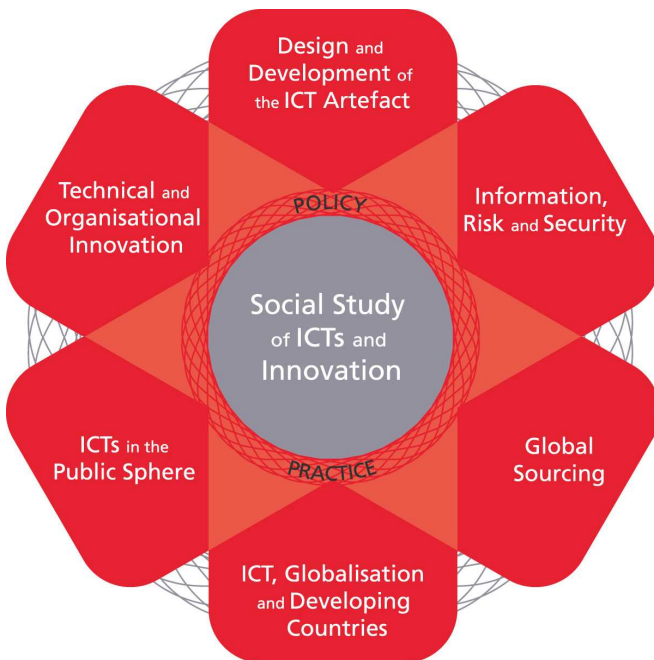 Design and
Development of
the ICT Artefact
Technical and
Organisational
Innovation
Information,
Risk and Security
POLICY
Social Study
of ICTs and
Innovation
PRACTICE
ICTs in the
Public Sphere
Global
Sourcing
ICT, Globalisation
and Developing
Countries